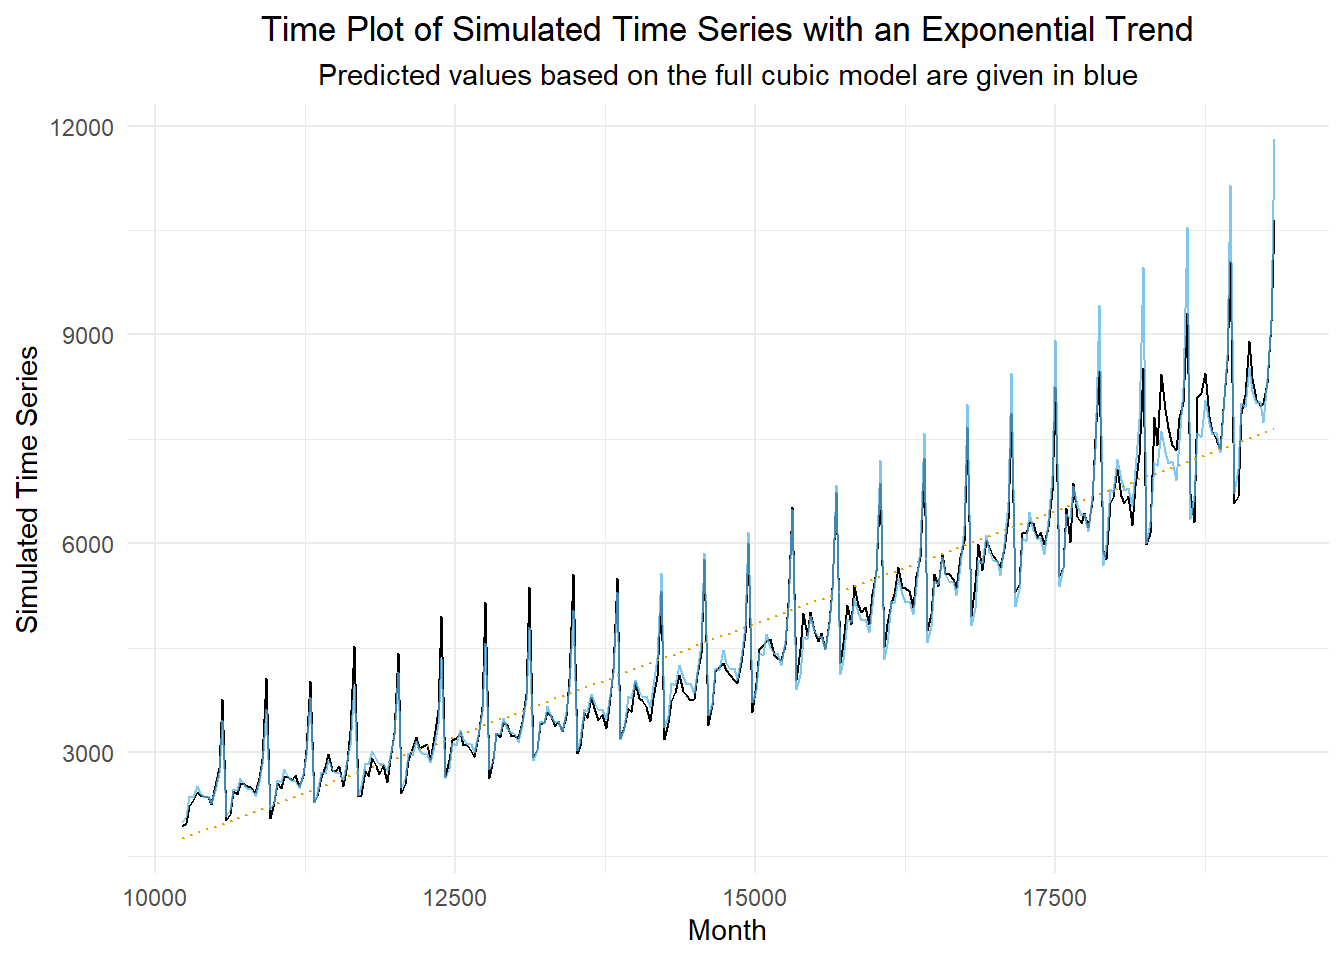 Time Plot of Simulated Time Series with an Exponential Trend
Predicted values based on the full cubic model are given in blue
12000
9000
6000
3000
Simulated Time Series
10000 12500 15000 17500
Month